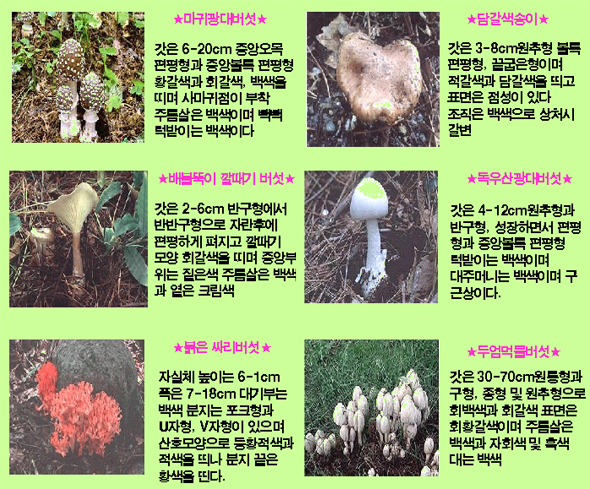 ★마귀광대버섯★
갓은 6-20cm 중앙오목
편평형과 중앙볼록 편평형
황갈색과 회갈색, 백색을
띠며 사마귀점이 부착
주름살은 백색이며 빽빽
턱받이는 백색이다
★담갈색송이★
갓은 3-8cm원추형 볼록
편평형, 끝굽은형이며
적갈색과 담갈색을 띄고
표면은 점성이 있다
조직은 백색으로 상처시
갈변
★배불뚝이 깔때기 버섯★
갓은 2-6cm 반구형에서
반반구형으로 자란후에
편평하게 펴지고 깔때기
모양 회갈색을 띠며 중앙부
위는 짙은색 주름살은 백색
과 옅은 크림색
★독우산광대버섯★
갓은 4-12cm원추형과
반구형, 성장하면서 편평
형과 중앙볼록 편평형
턱받이는 백색이며
대주머니는 백색이며 구
근상이다.
★붉은 싸리버섯★
자실체 높이는 6-1cm
폭은 7-18cm 대기부는
백색 분지는 포크형과
U자형, V자형이 있으며
산호모양으로 등황적색과
적색을 띄나 분지 끝은
황색을 띤다.
★두엄먹물버섯★
갓은 30-70cm원통형과
구형, 종형 및 원추형으로
회백색과 회갈색 표면은
회황갈색이며 주름살은
백색과 자회색 및 흑색
대는 백색